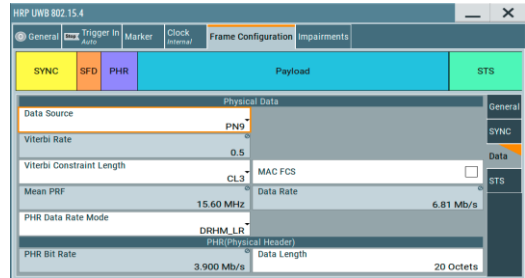 HRP UWB 802.15.4
General
Stop
Trigger In
Auto
Marker
Clock
Internal
Frame Configuration
Impairments
SYNC
SFD
PHR
Payload
STS
Physical Data
Data Source
PN9
Viterbi Rate
0.5
Viterbi Constraint Length
CL3
MAC FCS
Mean PRF
15.60 MHz
Data Rate
6.81 Mb/s
PHR Data Rate Mode
DRHM_LR
PHR(Physical Header)
PHR Bit Rate
3.900 Mb/s
Data Length
20 Octets
General
SYNC
Data
STS